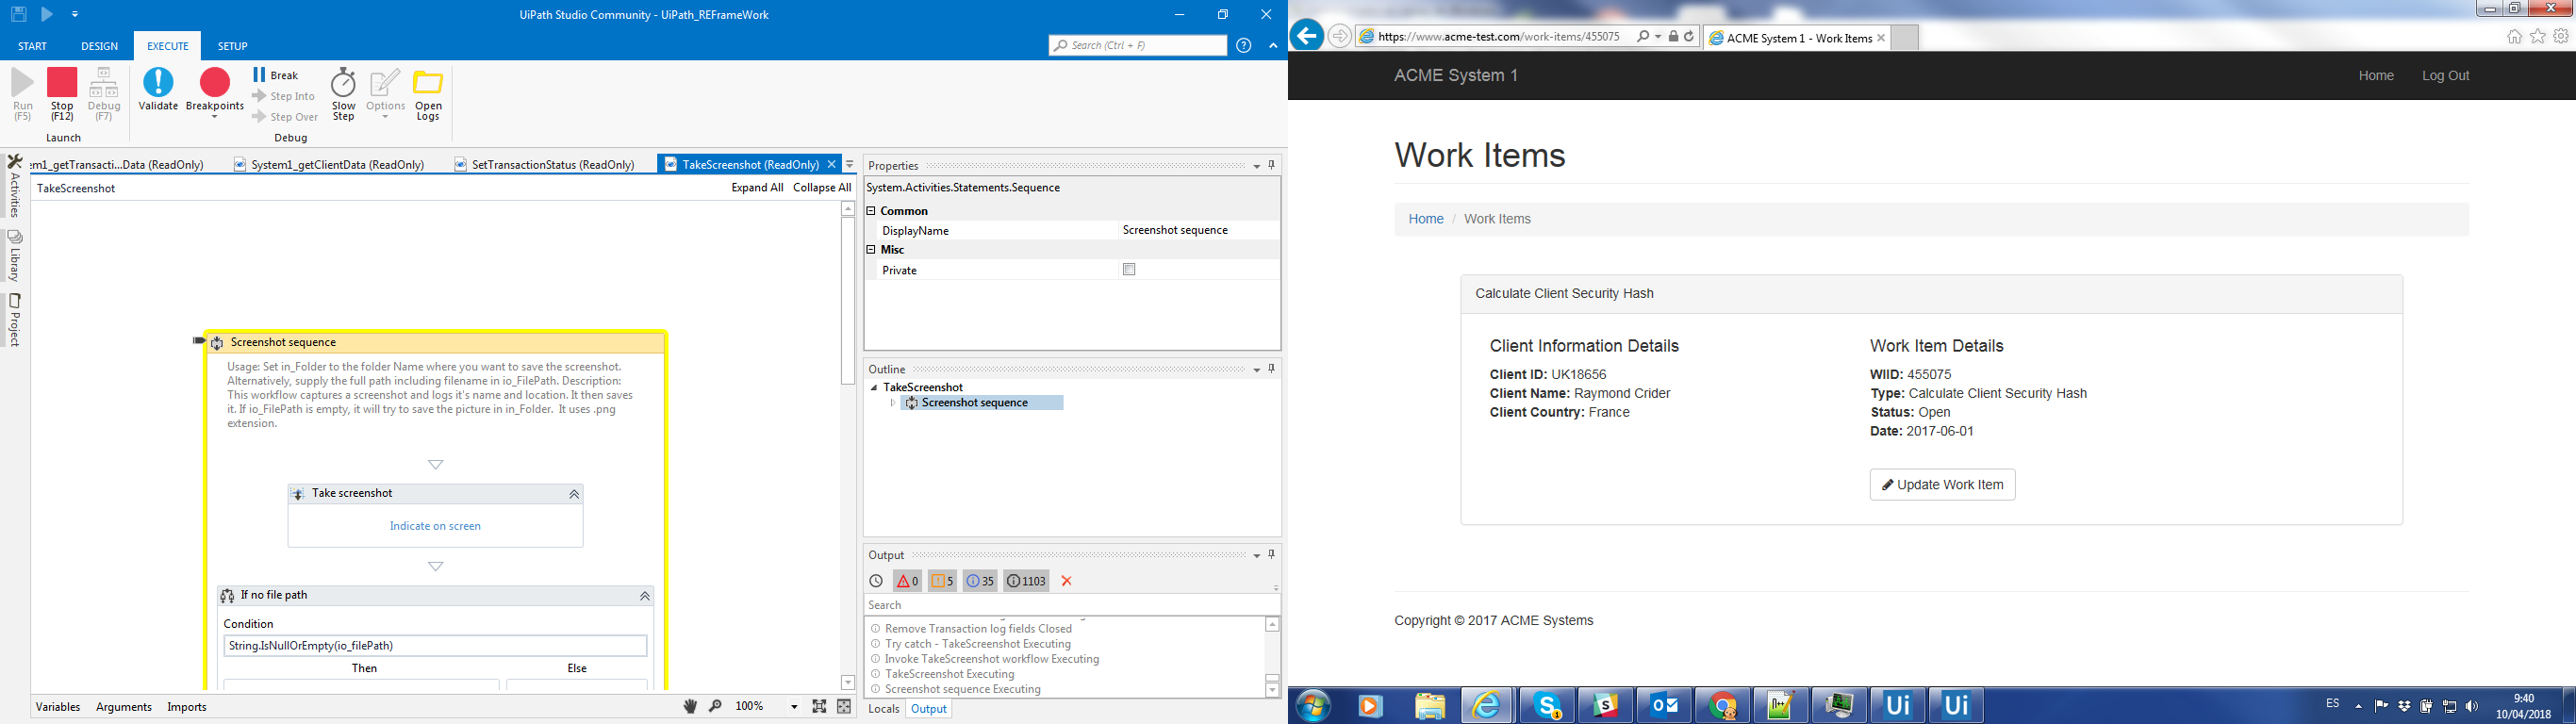 UiPath Studio Community - UiPath_REFrameWork
START DESIGN EXECUTE SETUP
Search (Ctrl + F)
Run (F5)
Stop (F12)
Debug (F7)
Launch
Validate
Breakpoints
Break
Step Into
Step Over
Slow Step
Options
Open Logs
Debug
em1_getTransacti...Data (ReadOnly) System1_getClientData (ReadOnly) SetTransactionStatus (ReadOnly) TakeScreenshot (ReadOnly)
TakeScreenshot Expand All Collapse All
Activities
Library
Project
Screenshot sequence
Usage: Set in_Folder to the folder Name where you want to save the screenshot.
Alternatively, supply the full path including filename in io_FilePath. Description:
This workflow captures a screenshot and logs it's name and location. It then saves
it. If io_FilePath is empty, it will try to save the picture in in_Folder. It uses .png
extension.
Take screenshot
Indicate on screen
If no file path
Condition
String.IsNullOrEmpty(io_filePath)
Then Else
Variables Arguments Imports 100%
Properties
System.Activities.Statements.Sequence
Common
DisplayName Screenshot sequence
Misc
Private
Outline
TakeScreenshot
Screenshot sequence
Output
0 5 35 1103
Search
Remove Transaction log fields Closed
Try catch - TakeScreenshot Executing
Invoke TakeScreenshot workflow Executing
TakeScreenshot Executing
Screenshot sequence Executing
Locals Output
https://www.acme-test.com/work-items/455075
ACME System 1 - Work Items
ACME System 1 Home Log Out
Work Items
Home / Work Items
Calculate Client Security Hash
Client Information Details
Client ID: UK18656
Client Name: Raymond Crider
Client Country: France
Work Item Details
WIID: 455075
Type: Calculate Client Security Hash
Status: Open
Date: 2017-06-01
Update Work Item
Copyright © 2017 ACME Systems
ES
9:40
10/04/2018